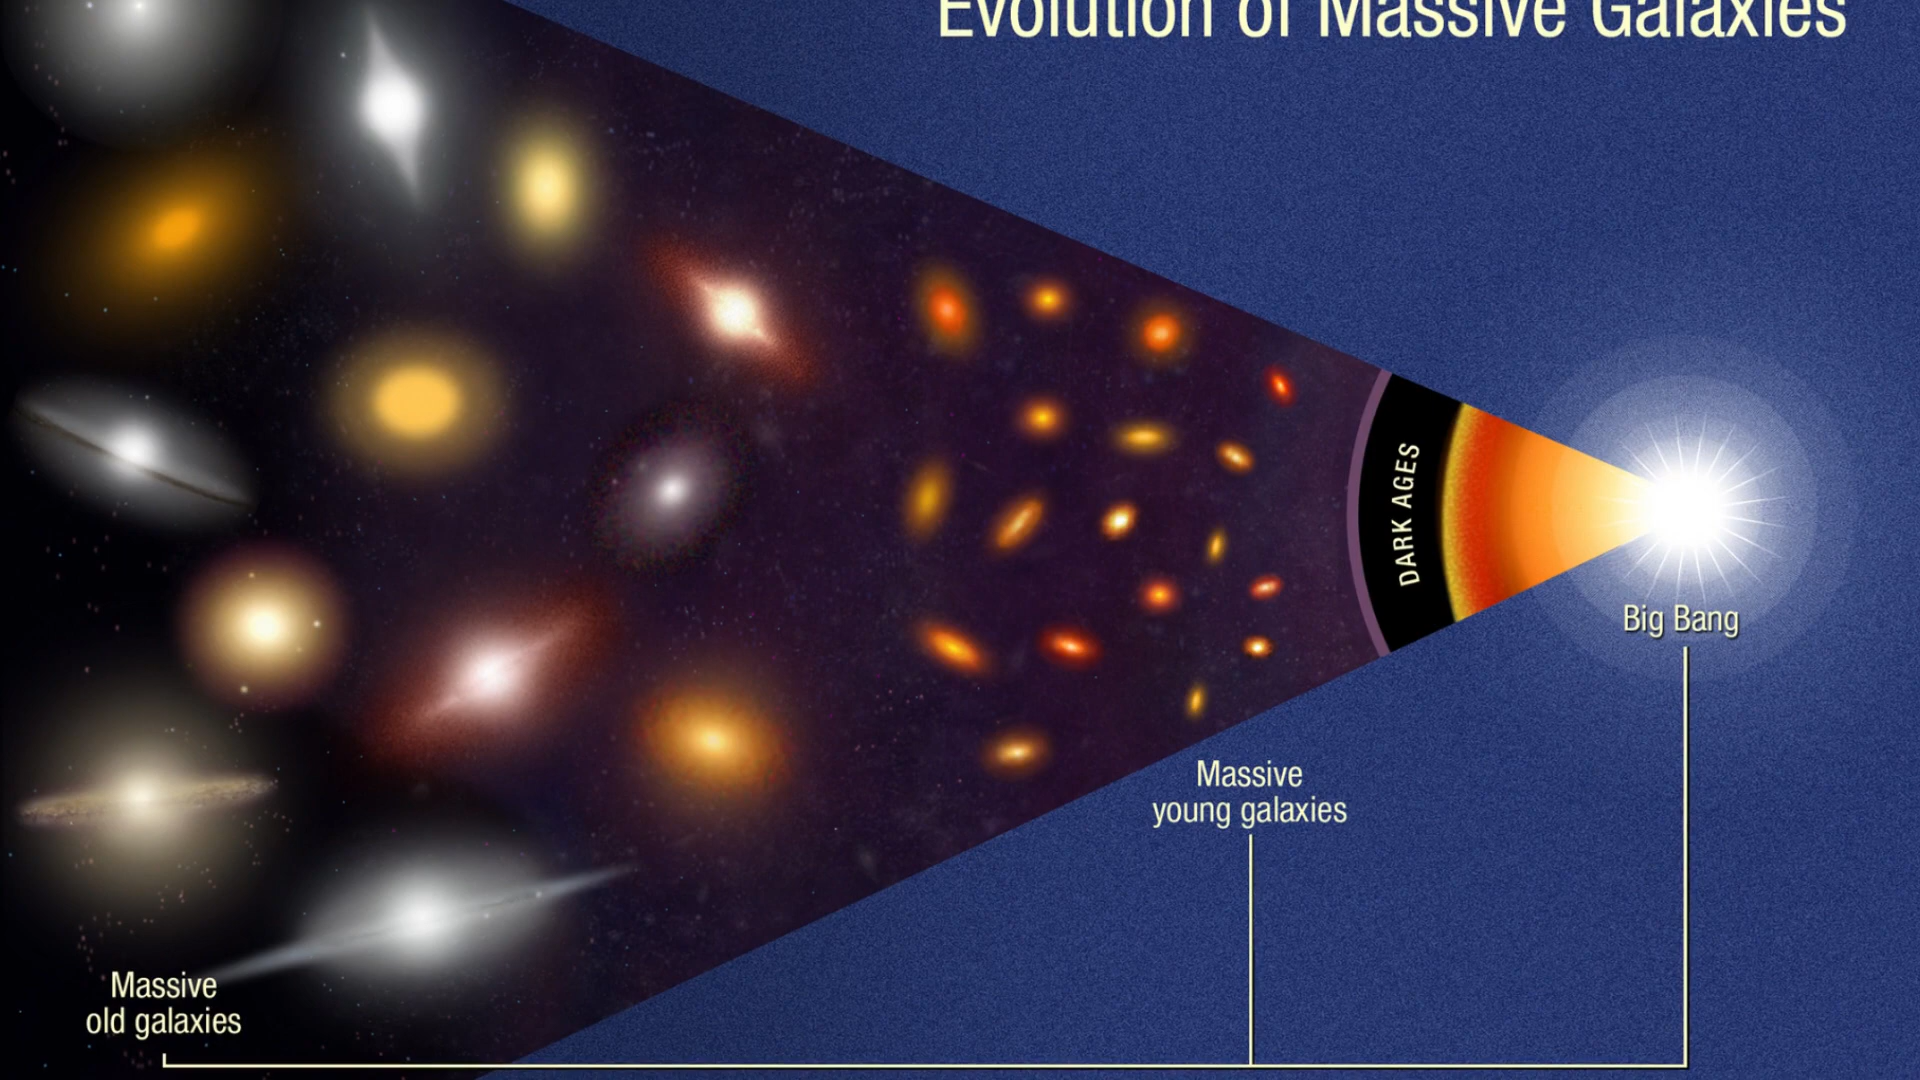 Evolution of Massive Galaxies
DARK AGES
Big Bang
Massive
young galaxies
Massive
old galaxies